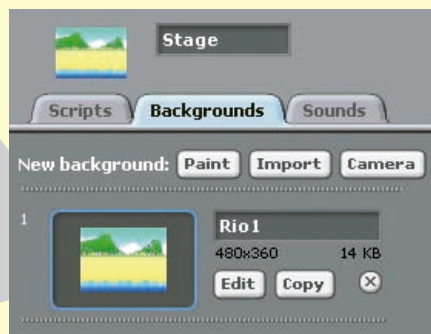 Stage
Scripts Backgrounds Sounds
New background: Paint Import Camera
1
Rio1
480x360 14 KB
Edit Copy